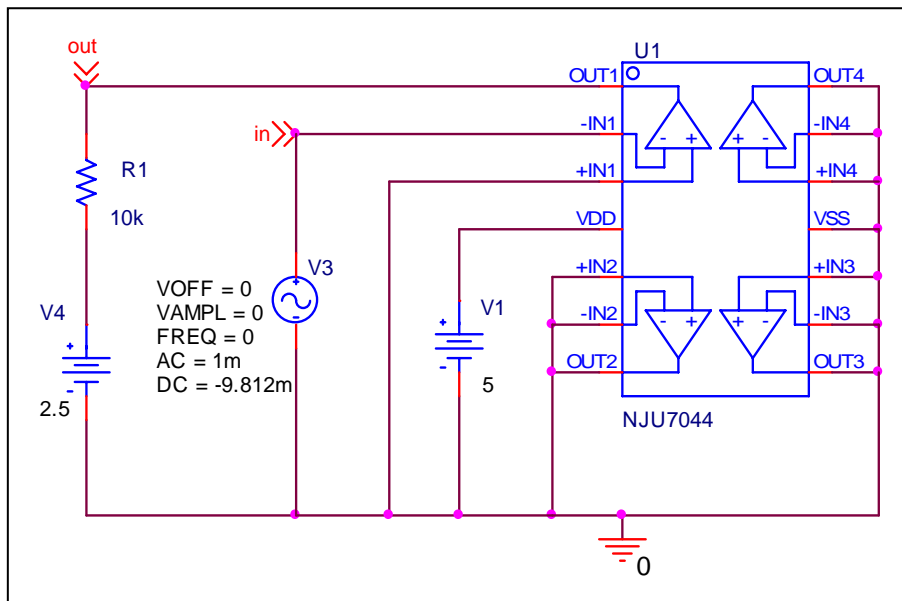 out
U1
OUT1
OUT4
in
-IN1
-IN4
- +
+ -
R1
+IN1
+IN4
10k
VDD
VSS
V3
+
-
VOFF = 0
VAMPL = 0
FREQ = 0
AC = 1m
DC = -9.812m
V4
+
-
2.5
V1
+
-
5
+IN2
+IN3
-IN2
-IN3
- +
+ -
OUT2
OUT3
NJU7044
0